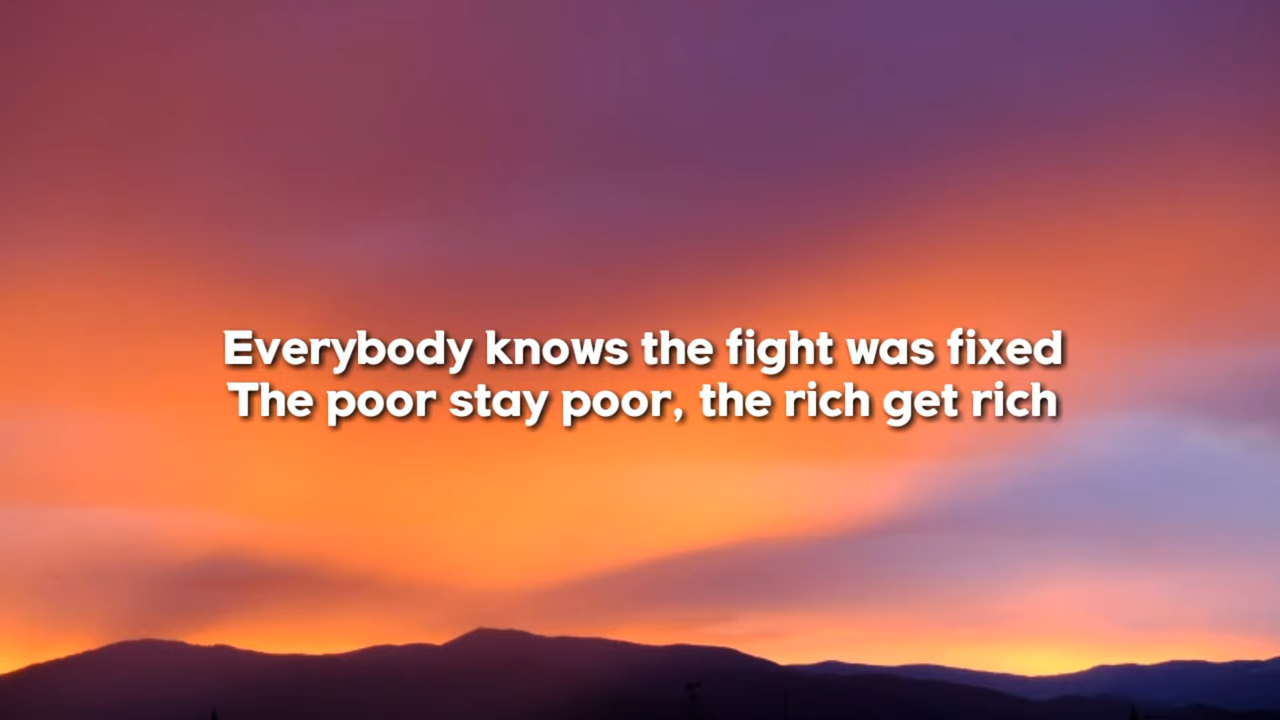 Everybody knows the fight was fixed
The poor stay poor, the rich get rich